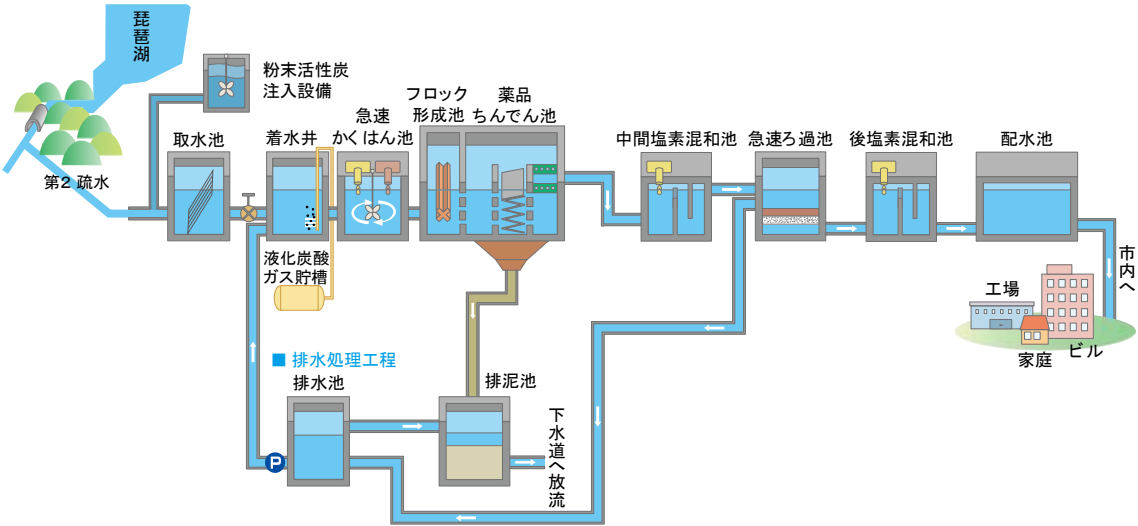 琵琶湖
粉末活性炭
注入設備
第2疏水
取水池
着水井
急速
かくはん池
フロック
形成池
薬品
ちんでん池
中間塩素混和池
急速ろ過池
後塩素混和池
配水池
液化炭酸
ガス貯槽
市内へ
工場
家庭
ビル
■ 排水処理工程
排水池
排泥池
P
下水道へ放流